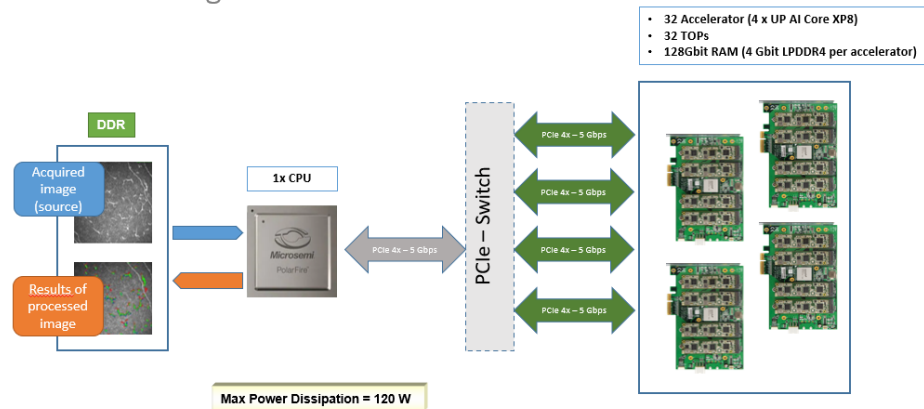 • 32 Accelerator (4 x UP AI Core XP8)
• 32 TOPs
• 128Gbit RAM (4 Gbit LPDDR4 per accelerator)
DDR
Acquired
image
(source)
Results of
processed
image
1x CPU
Microsemi
PolarFire
PCIe 4x – 5 Gbps
PCIe – Switch
PCIe 4x – 5 Gbps
PCIe 4x – 5 Gbps
PCIe 4x – 5 Gbps
PCIe 4x – 5 Gbps
Max Power Dissipation = 120 W